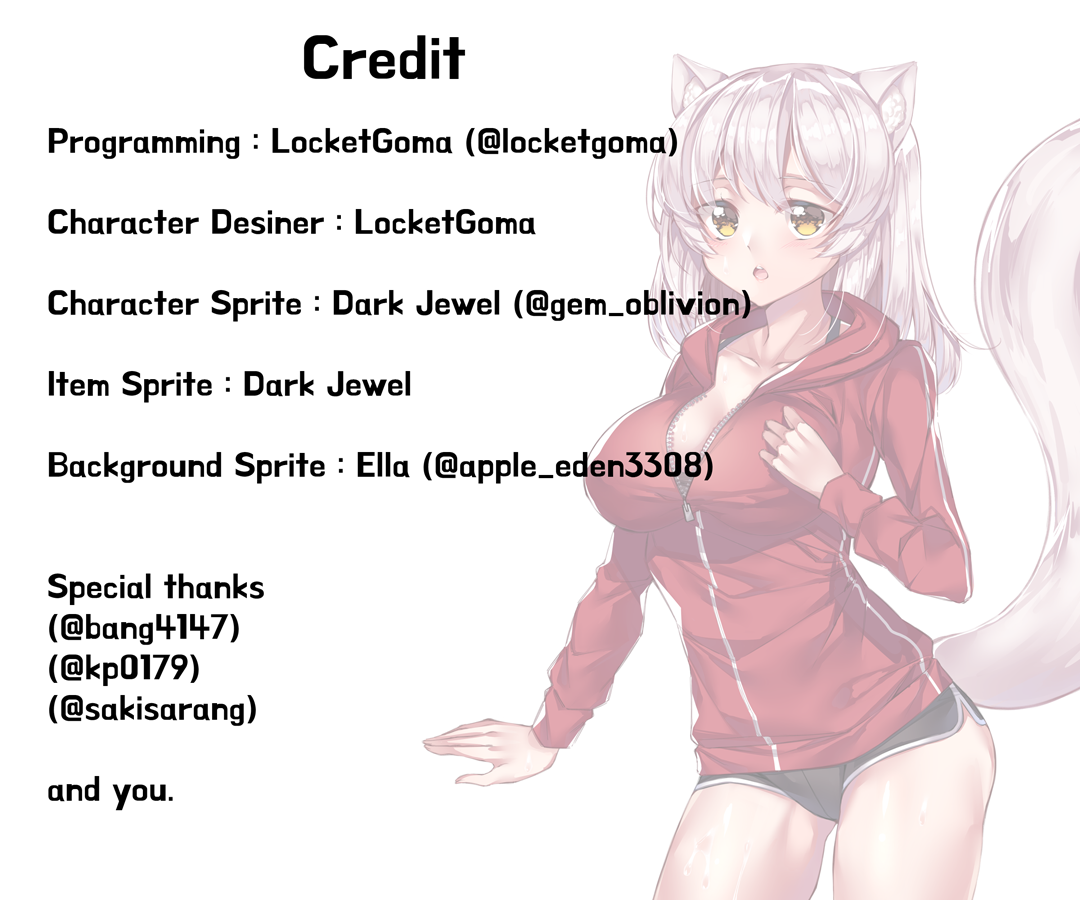 Credit
Programming : LocketGoma (@locketgoma)
Character Desiner : LocketGoma
Character Sprite : Dark Jewel (@gem_oblivion)
Item Sprite : Dark Jewel
Background Sprite : Ella (@apple_eden3308)
Special thanks
(@bang4147)
(@kp0179)
(@sakisarang)
and you.